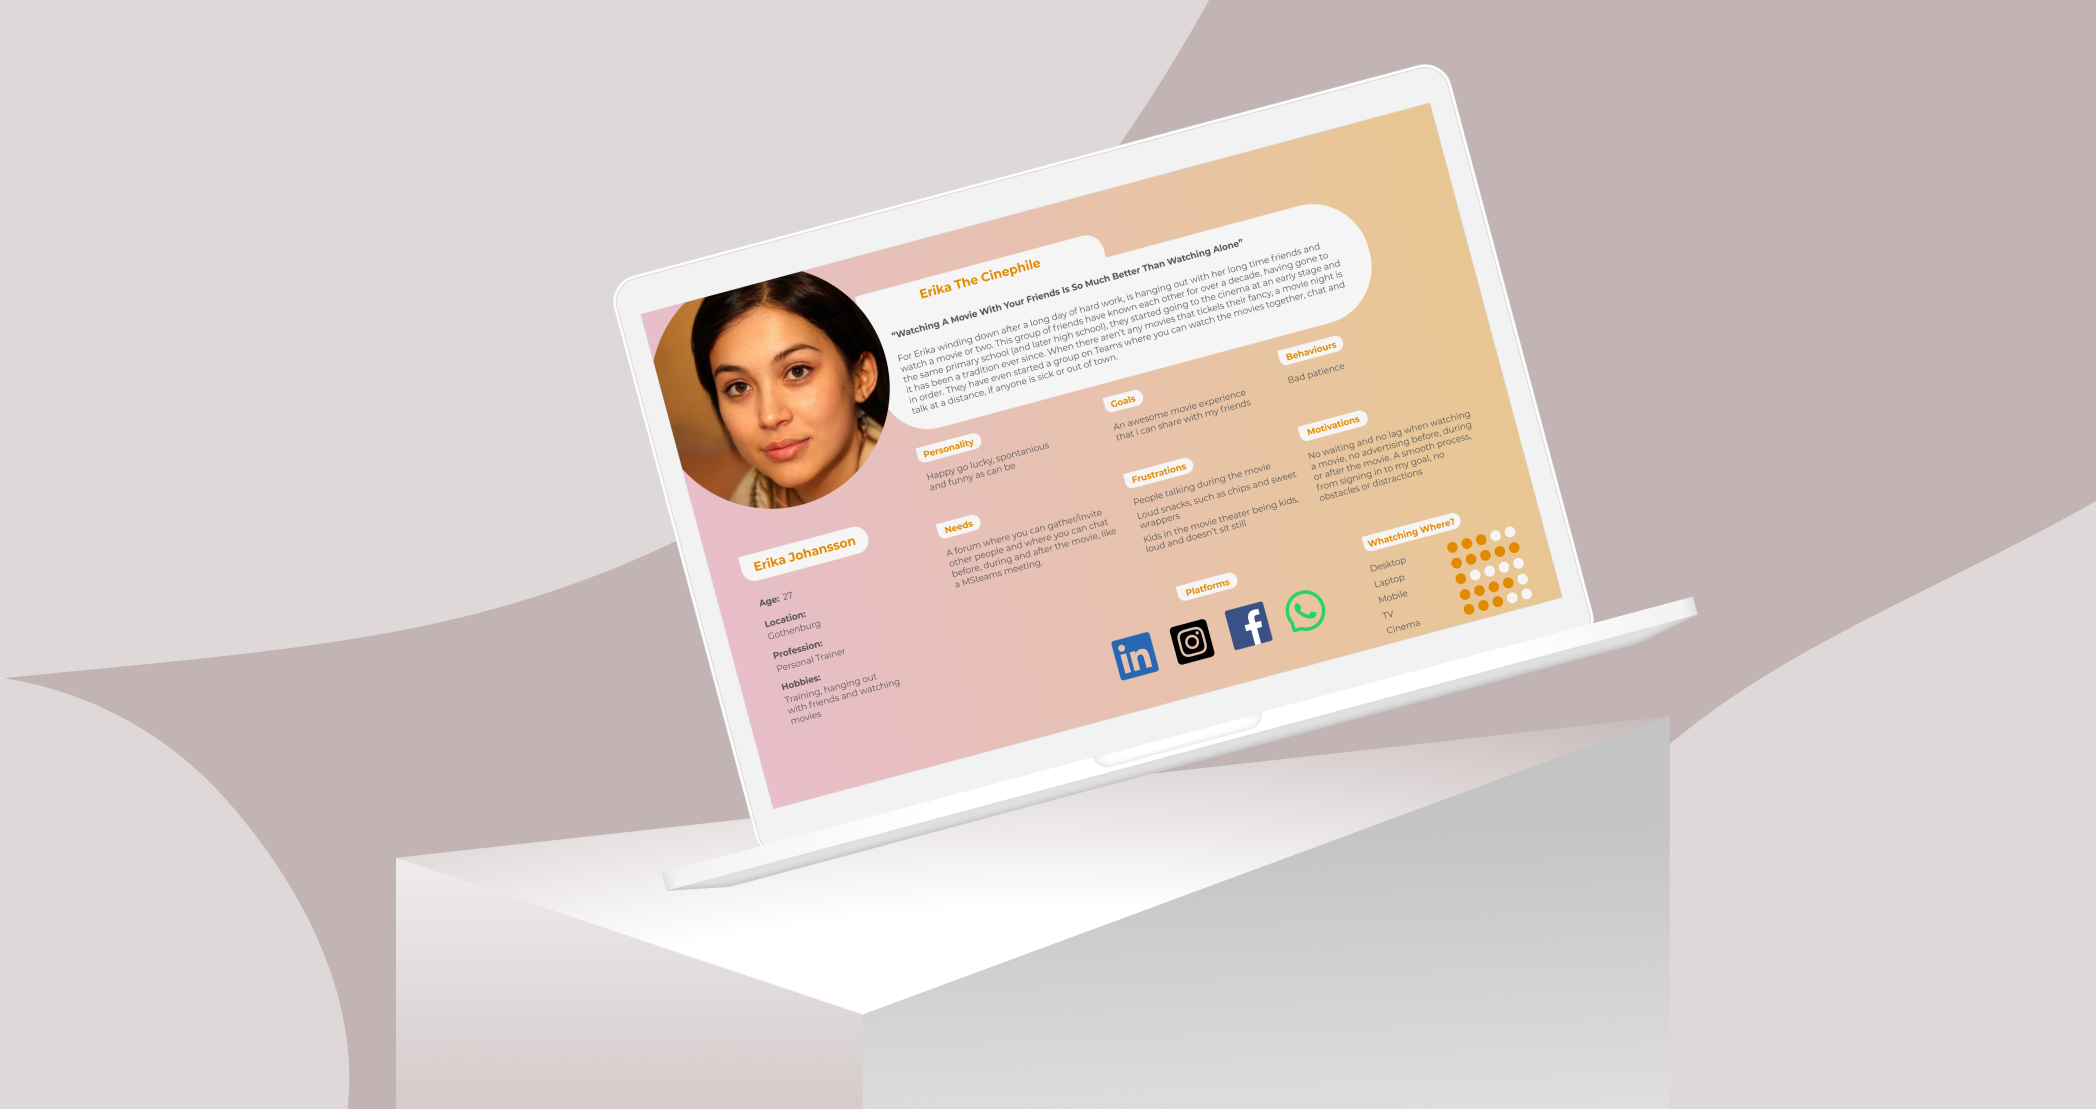 Erika The Cinephile
“Watching A Movie With Your Friends Is So Much Better Than Watching Alone”
For Erika winding down after a long day of hard work, is hanging out with her long time friends and
watch a movie or two. This group of friends have known each other for over a decade, having gone to
the same primary school (and later high school), they started going to the cinema at an early stage and
it has been a tradition ever since. When there aren't any movies that tickels their fancy, a movie night is
in order. They have even started a group on Teams where you can watch the movies together, chat and
talk at a distance, if anyone is sick or out of town.
Erika Johansson
Age: 27
Location:
Gothenburg
Profession:
Personal Trainer
Hobbies:
Training, hanging out
with friends and watching
movies
Personality
Happy go lucky, spontanious
and funny as can be
Needs
A forum where you can gather/invite
other people and where you can chat
before, during and after the movie, like
a MSteams meeting.
Goals
An awesome movie experience
that i can share with my friends
Frustrations
People talking during the movie
Loud snacks, such as chips and sweet
wrappers
Kids in the movie theater being kids,
loud and doesn't sit still
Platforms
in
f
Behaviours
Bad patience
Motivations
No waiting and no lag when watching
a movie, no advertising before, during
or after the movie. A smooth process,
from signing in to my goal, no
obstacles or distractions
Whatching Where?
Desktop
Laptop
Mobile
TV
Cinema